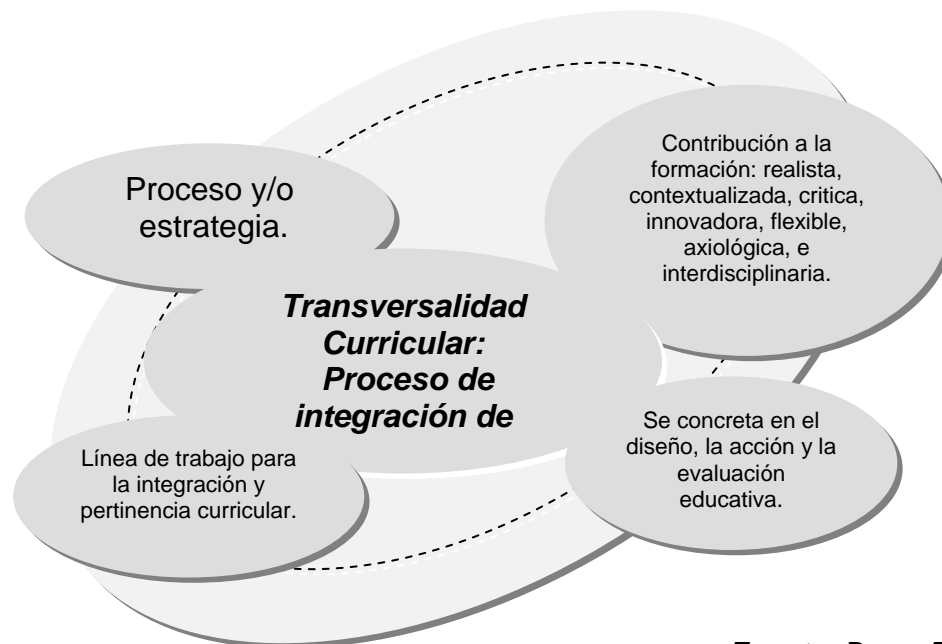 Proceso y/o
estrategia.
Contribución a la
formación: realista,
contextualizada, critica,
innovadora, flexible,
axiológica, e
interdisciplinaria.
Transversalidad
Curricular:
Proceso de
integración de
Línea de trabajo para
la integración y
pertinencia curricular.
Se concreta en el
diseño, la acción y la
evaluación
educativa.